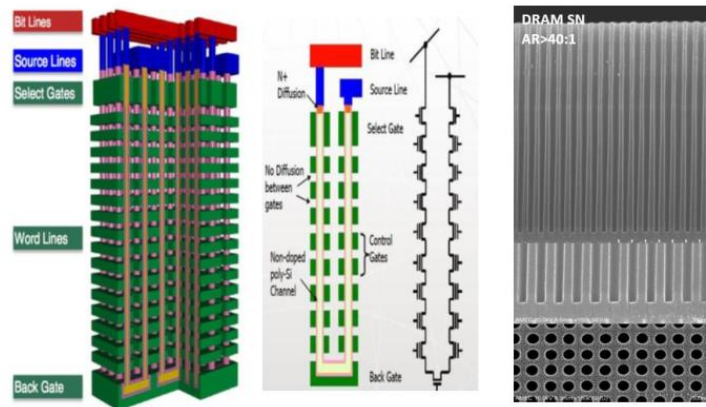 Bit Lines
Source Lines
Select Gates
Word Lines
Back Gate
Bit Line
N+
Diffusion
Source Line
Select Gate
No Diffusion
between
gates
Control
Gates
Non-doped
poly-Si
Channel
Back Gate
DRAM SN
AR>40:1